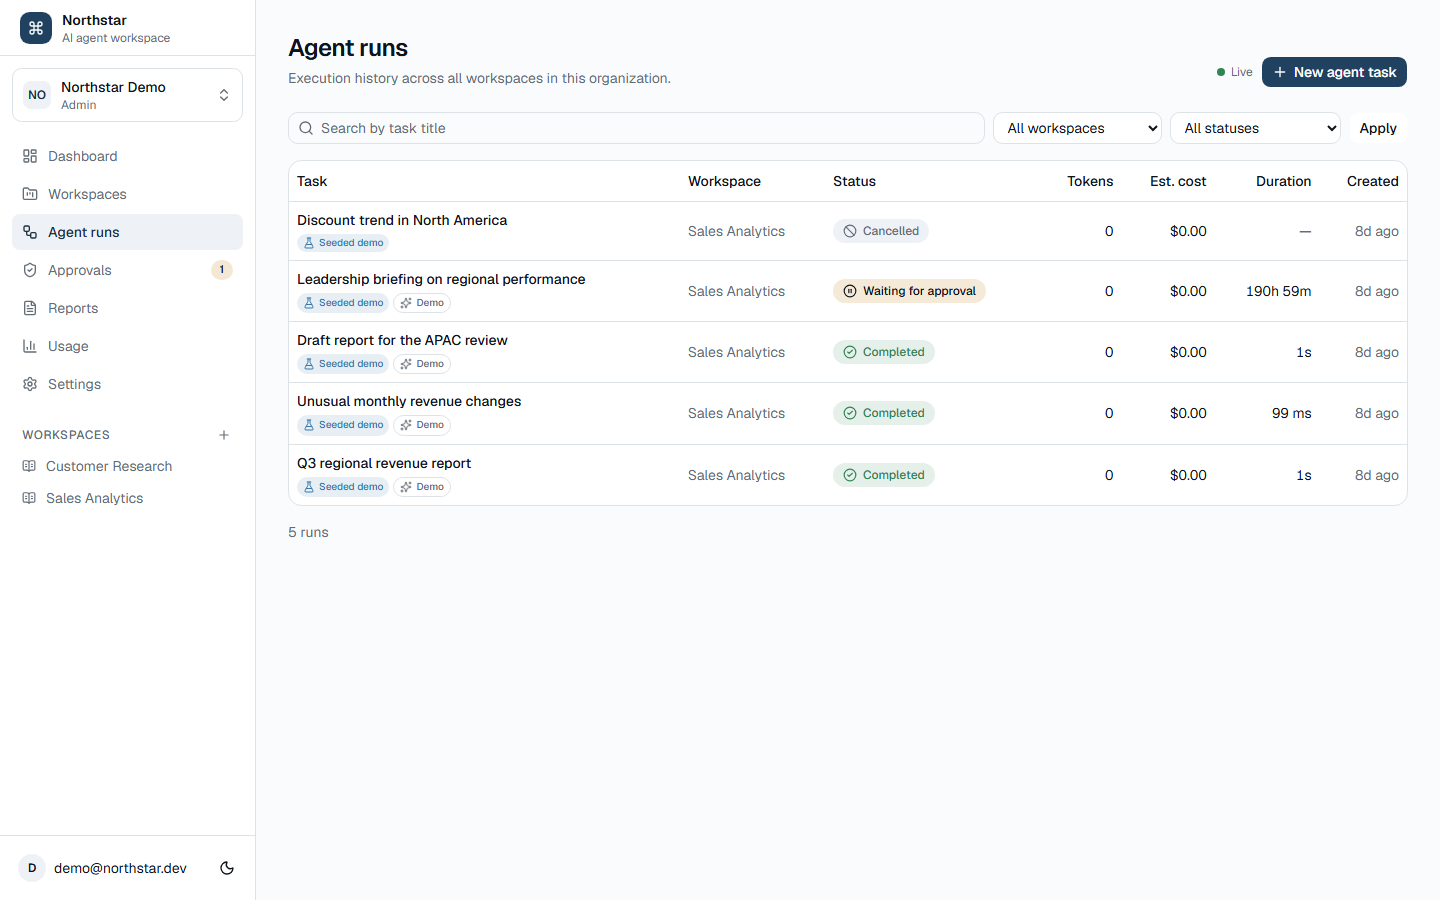 Northstar
AI agent workspace
NO
Northstar Demo
Admin
Dashboard
Workspaces
Agent runs
Approvals
1
Reports
Usage
Settings
WORKSPACES
Customer Research
Sales Analytics
D
demo@northstar.dev
Agent runs
Execution history across all workspaces in this organization.
Live
New agent task
Search by task title
All workspaces
All statuses
Apply
Task Workspace Status Tokens Est. cost Duration Created
Discount trend in North America
Seeded demo
Sales Analytics Cancelled 0 $0.00 — 8d ago
Leadership briefing on regional performance
Seeded demo Demo
Sales Analytics Waiting for approval 0 $0.00 190h 59m 8d ago
Draft report for the APAC review
Seeded demo Demo
Sales Analytics Completed 0 $0.00 1s 8d ago
Unusual monthly revenue changes
Seeded demo Demo
Sales Analytics Completed 0 $0.00 99 ms 8d ago
Q3 regional revenue report
Seeded demo Demo
Sales Analytics Completed 0 $0.00 1s 8d ago
5 runs